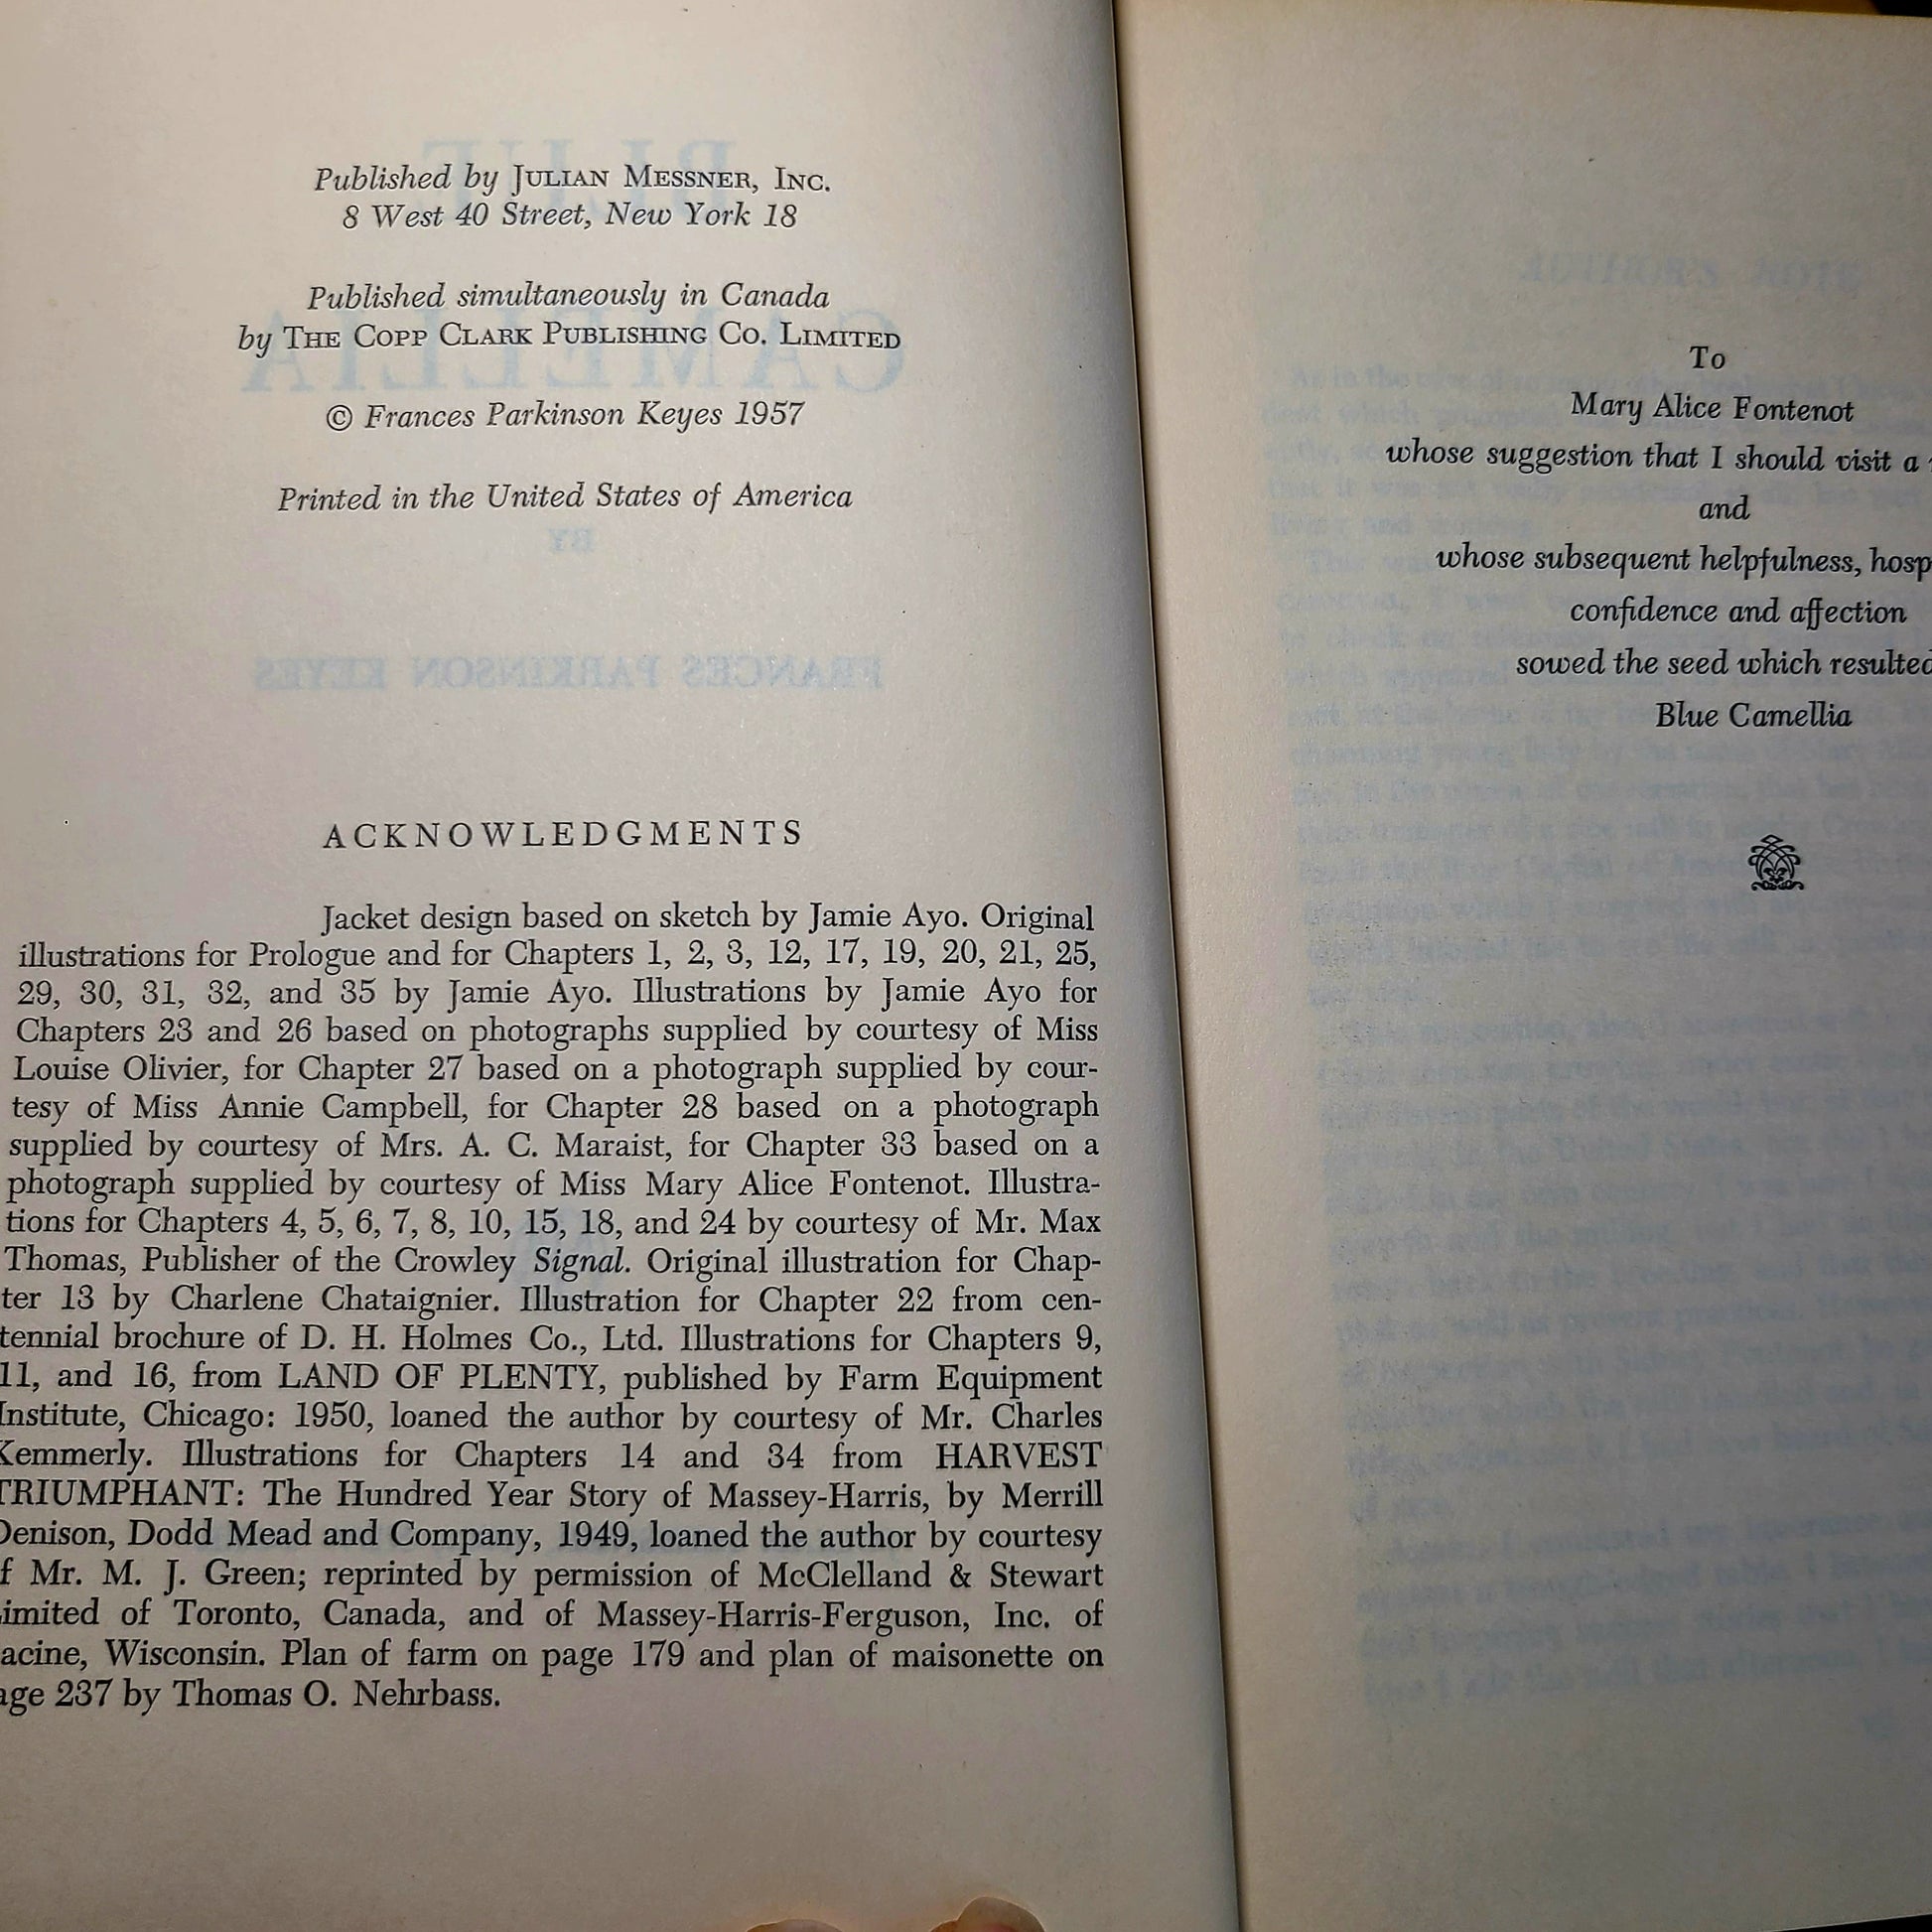 Published by JULIAN MESSNER, INC.
8 West 40 Street, New York 18
Published simultaneously in Canada
by THE COPP CLARK PUBLISHING CO. LIMITED
© Frances Parkinson Keyes 1957
Printed in the United States of America
ACKNOWLEDGMENTS
Jacket design based on sketch by Jamie Ayo. Original
illustrations for Prologue and for Chapters 1, 2, 3, 12, 17, 19, 20, 21, 25,
29, 30, 31, 32, and 35 by Jamie Ayo. Illustrations by Jamie Ayo for
Chapters 23 and 26 based on photographs supplied by courtesy of Miss
Louise Olivier, for Chapter 27 based on a photograph supplied by cour-
tesy of Miss Annie Campbell, for Chapter 28 based on a photograph
supplied by courtesy of Mrs. A. C. Maraist, for Chapter 33 based on a
photograph supplied by courtesy of Miss Mary Alice Fontenot. Illustra-
tions for Chapters 4, 5, 6, 7, 8, 10, 15, 18, and 24 by courtesy of Mr. Max
Thomas, Publisher of the Crowley Signal. Original illustration for Chap-
ter 13 by Charlene Chataignier. Illustration for Chapter 22 from cen-
tennial brochure of D. H. Holmes Co., Ltd. Illustrations for Chapters 9,
11, and 16, from LAND OF PLENTY, published by Farm Equipment
Institute, Chicago: 1950, loaned the author by courtesy of Mr. Charles
Kemmerly. Illustrations for Chapters 14 and 34 from HARVEST
TRIUMPHANT: The Hundred Year Story of Massey-Harris, by Merrill
Denison, Dodd Mead and Company, 1949, loaned the author by courtesy
f Mr. M. J. Green; reprinted by permission of McClelland & Stewart
imited of Toronto, Canada, and of Massey-Harris-Ferguson, Inc. of
acine, Wisconsin. Plan of farm on page 179 and plan of maisonette on
age 237 by Thomas O. Nehrbass.
To
Mary Alice Fontenot
whose suggestion that I should visit a
and
whose subsequent helpfulness, hosp
confidence and affection
sowed the seed which resulted
Blue Camellia